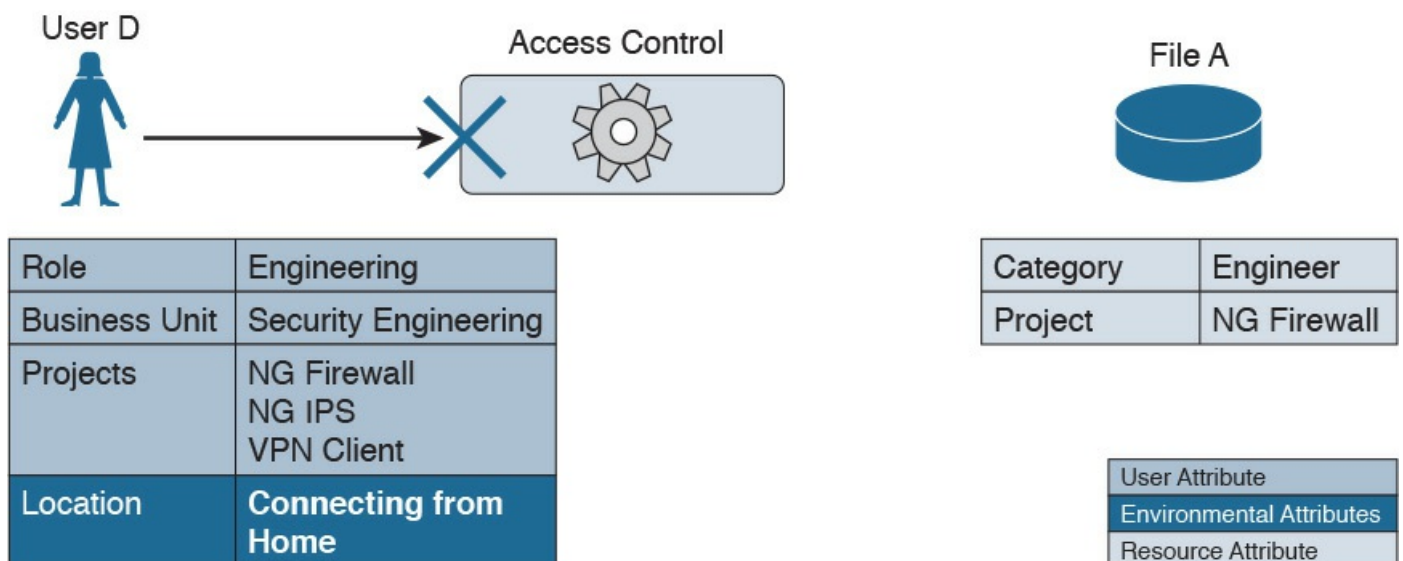 User D
Access Control
File A
Role Engineering
Business Unit Security Engineering
Projects NG Firewall
NG IPS
VPN Client
Location Connecting from
Home
Category Engineer
Project NG Firewall
User Attribute
Environmental Attributes
Resource Attribute